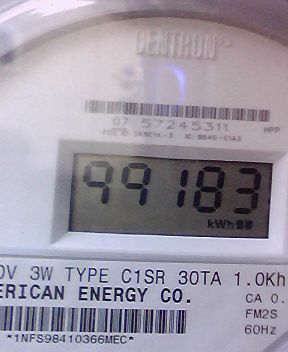 CENTRON®
07 57245311 MPP
99183
kWh
0V 3W TYPE C1SR 30TA 1.0Kh
ERICAN ENERGY CO.
CA 0.
FM2S
60Hz
*1NFS98410366MEC*